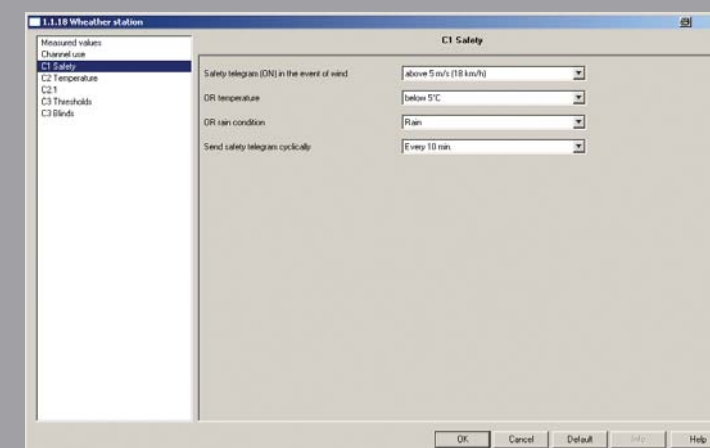 1.1.18 Wheather station
Measured values
Channel use
C1 Safety
C2 Temperature
C2.1
C3 Thresholds
C3 Blinds
C1 Safety
Safety telegram (ON) in the event of wind above 5 m/s (18 km/h)
OR temperature below 5°C
OR rain condition Rain
Send safety telegram cyclically Every 10 min.
OK Cancel Default Info Help